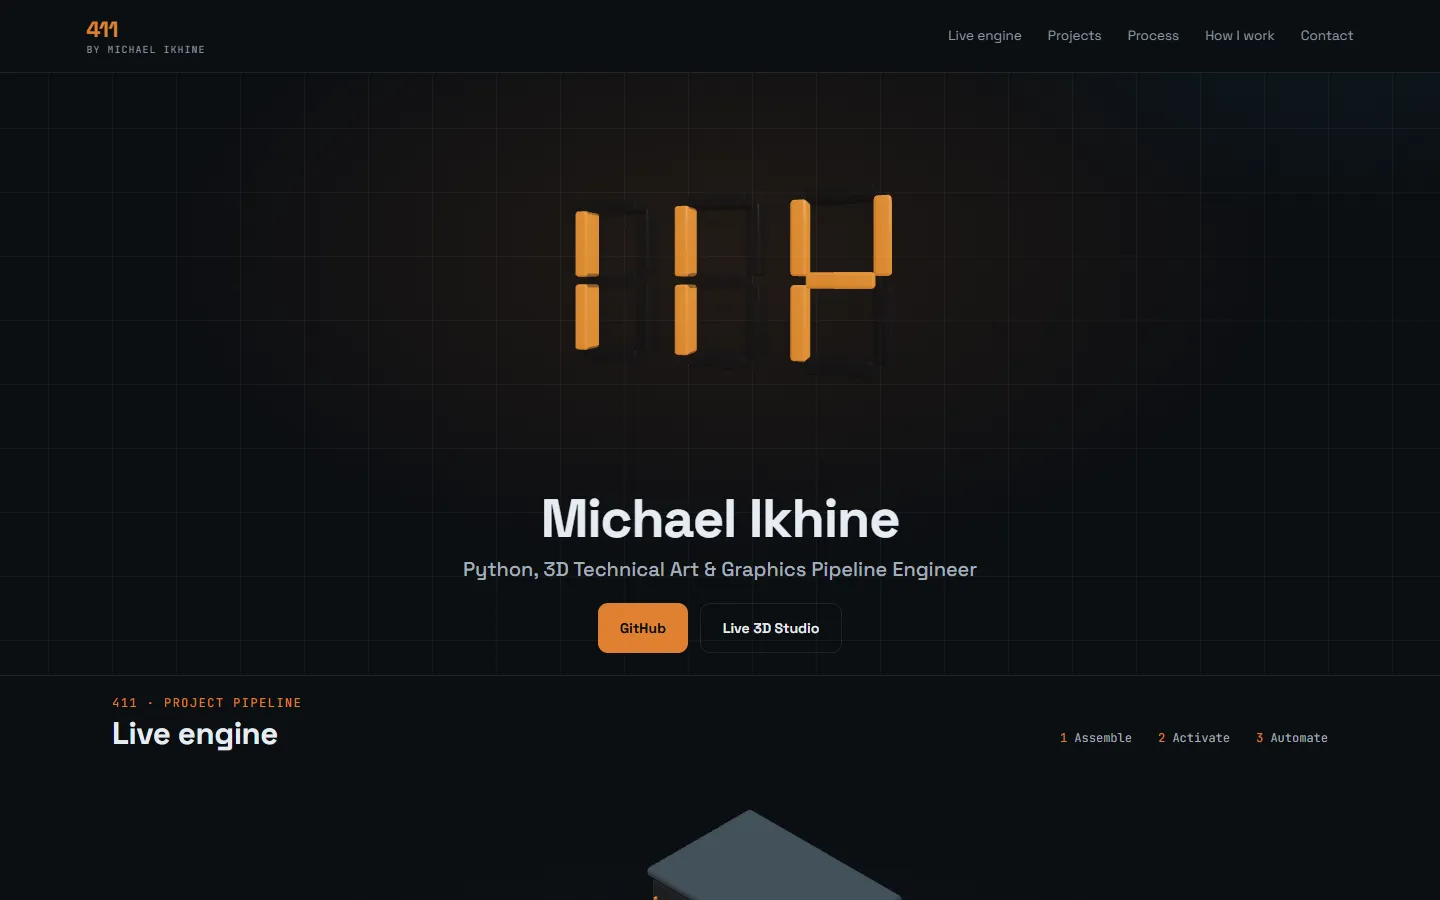 411
BY MICHAEL IKHINE
Live engine
Projects
Process
How I work
Contact
Michael Ikhine
Python, 3D Technical Art & Graphics Pipeline Engineer
GitHub
Live 3D Studio
411 · PROJECT PIPELINE
Live engine
1 Assemble
2 Activate
3 Automate